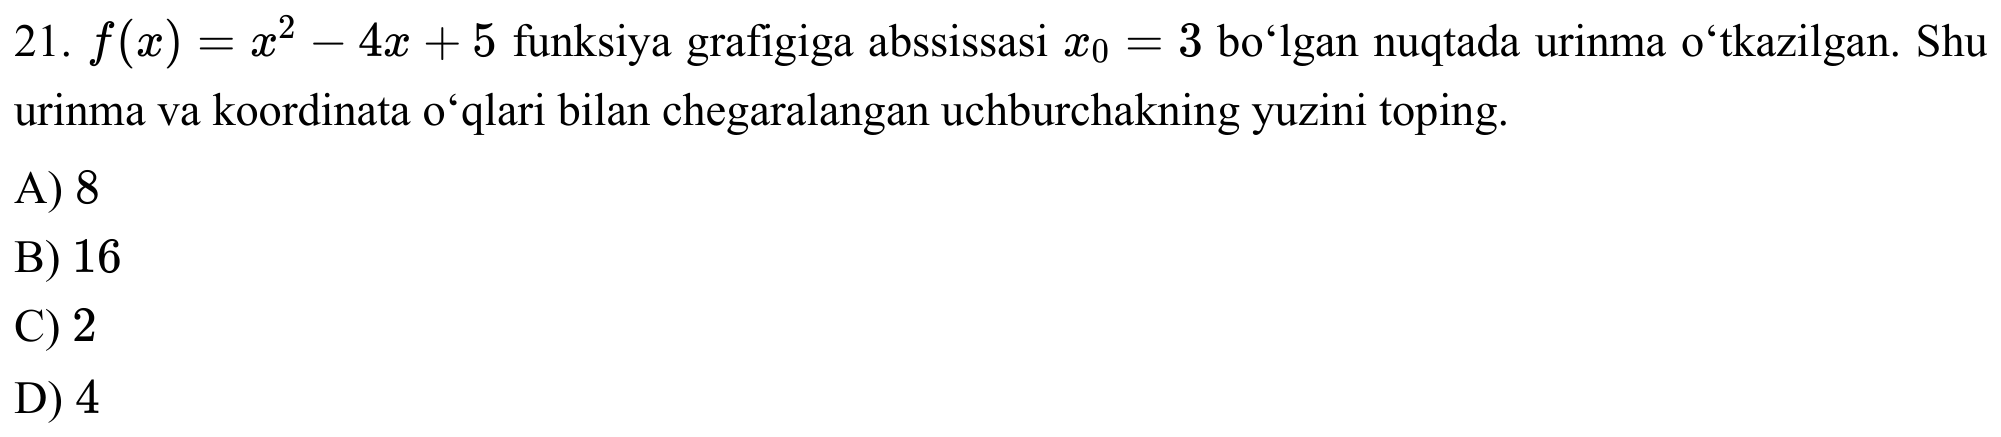 21. f(x) = x² − 4x + 5 funksiya grafigiga abssissasi x₀ = 3 bo‘lgan nuqtada urinma o‘tkazilgan. Shu
urinma va koordinata o‘qlari bilan chegaralangan uchburchakning yuzini toping.
A) 8
B) 16
C) 2
D) 4